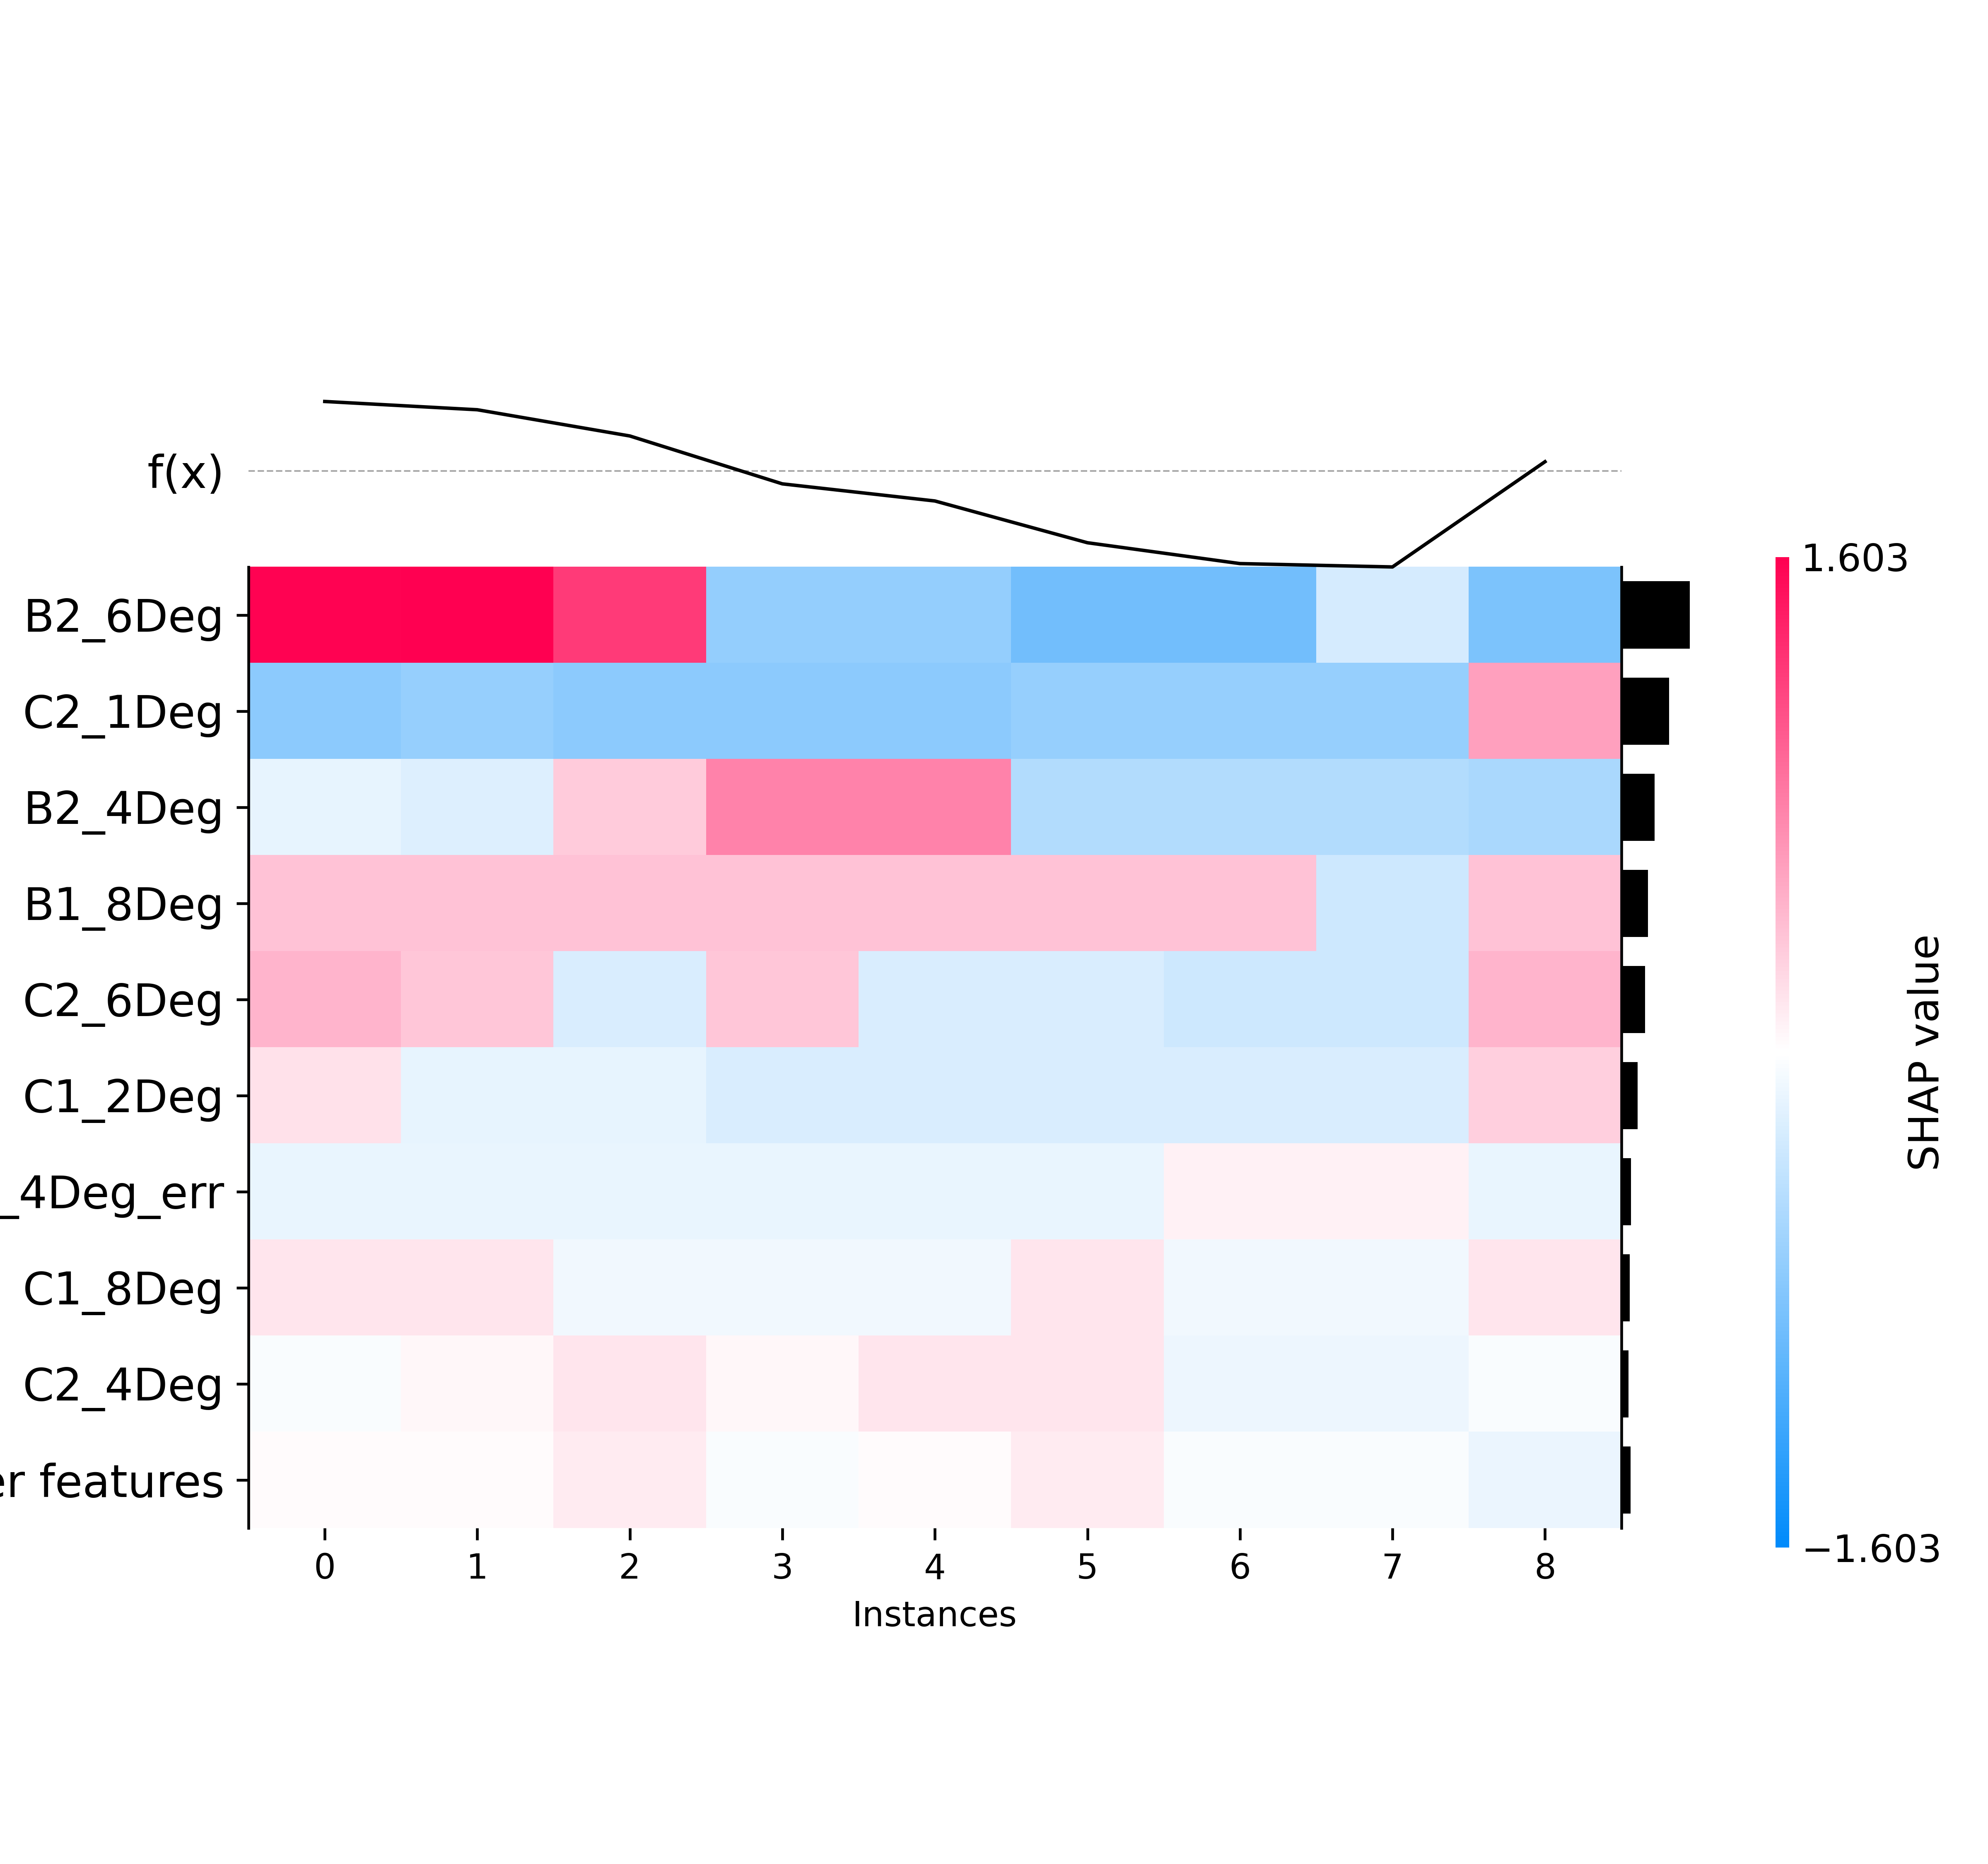 f(x)
B2_6Deg
C2_1Deg
B2_4Deg
B1_8Deg
C2_6Deg
C1_2Deg
_4Deg_err
C1_8Deg
C2_4Deg
features
0 1 2 3 4 5 6 7 8
Instances
1.603
SHAP value
−1.603